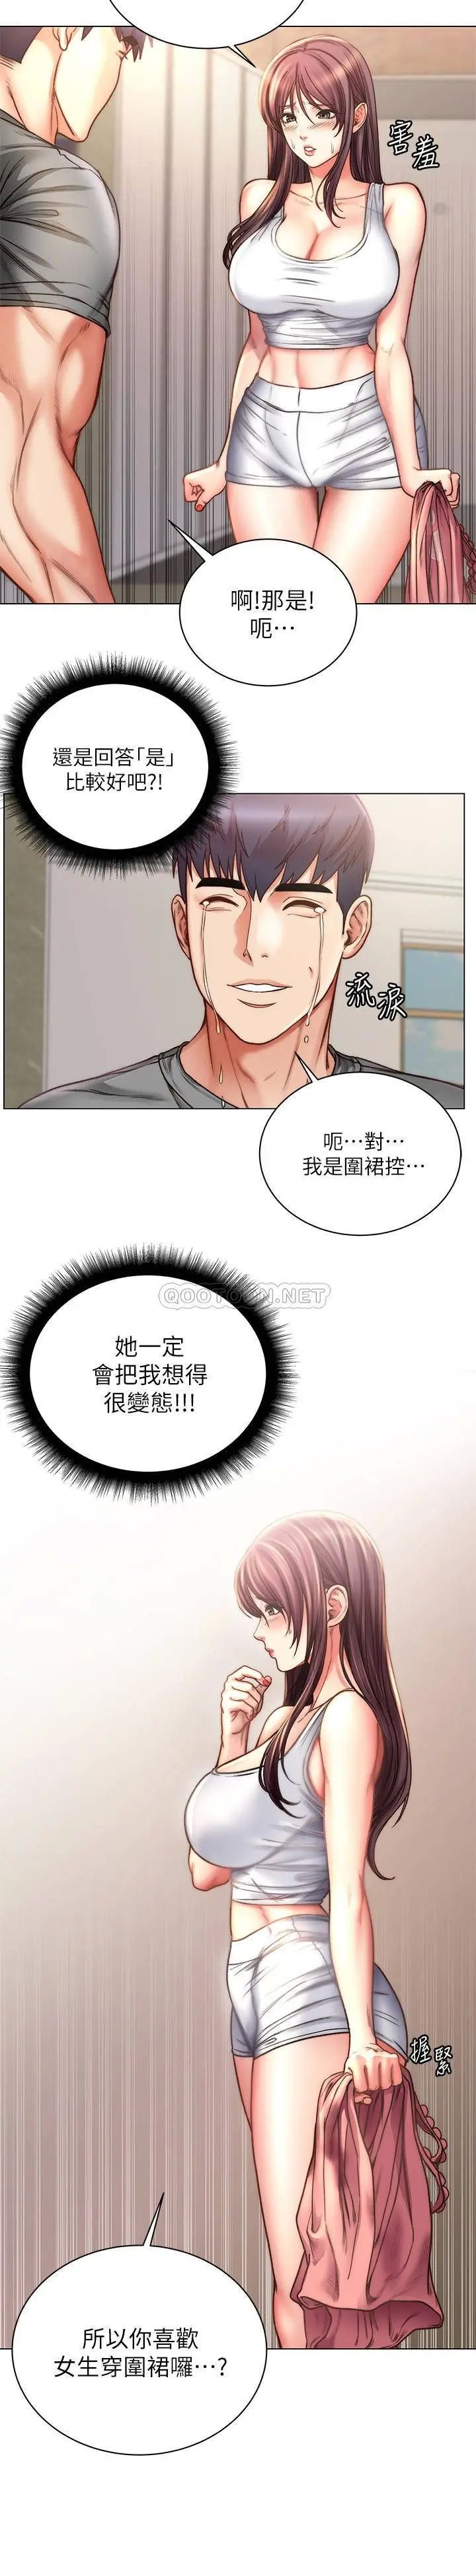 害羞
啊!那是!
呃…
還是回答「是」
比較好吧?!
流淚
呃…對…
我是圍裙控…
QOOTOON.NET
她一定
會把我想得
很變態!!!
握緊
所以你喜歡
女生穿圍裙囉…?